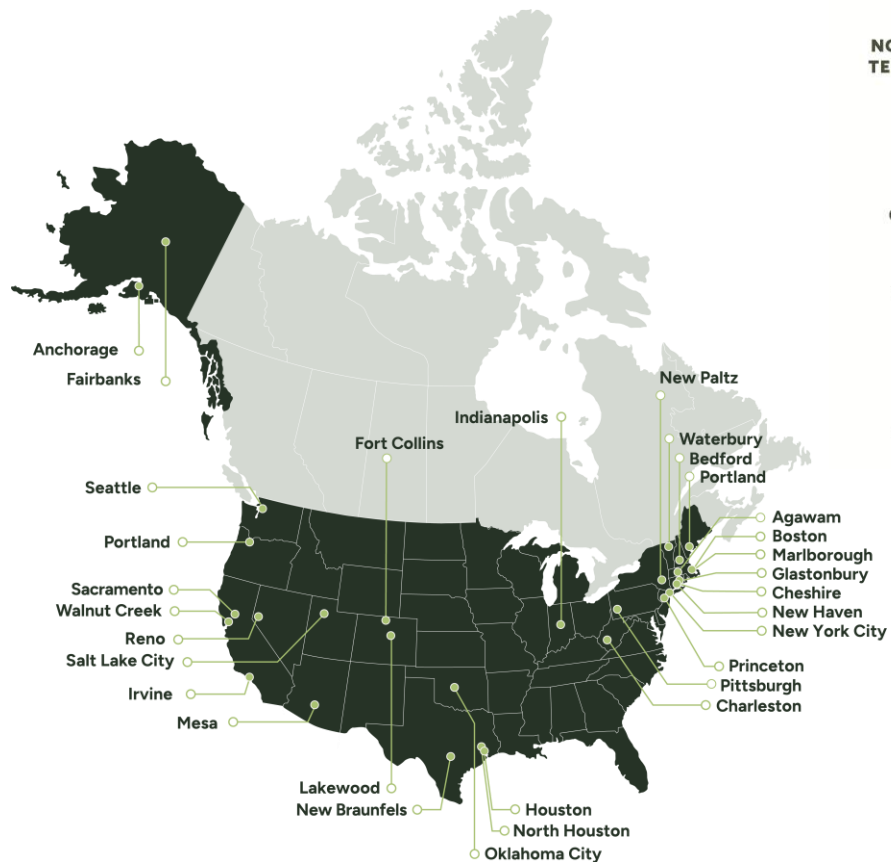 NO
TE
Anchorage
Fairbanks
New Paltz
Indianapolis
Waterbury
Fort Collins
Bedford
Portland
Seattle
Agawam
Portland
Boston
Marlborough
Glastonbury
Sacramento
Cheshire
Walnut Creek
New Haven
Reno
New York City
Salt Lake City
Princeton
Irvine
Pittsburgh
Mesa
Charleston
Lakewood
New Braunfels
Houston
North Houston
Oklahoma City